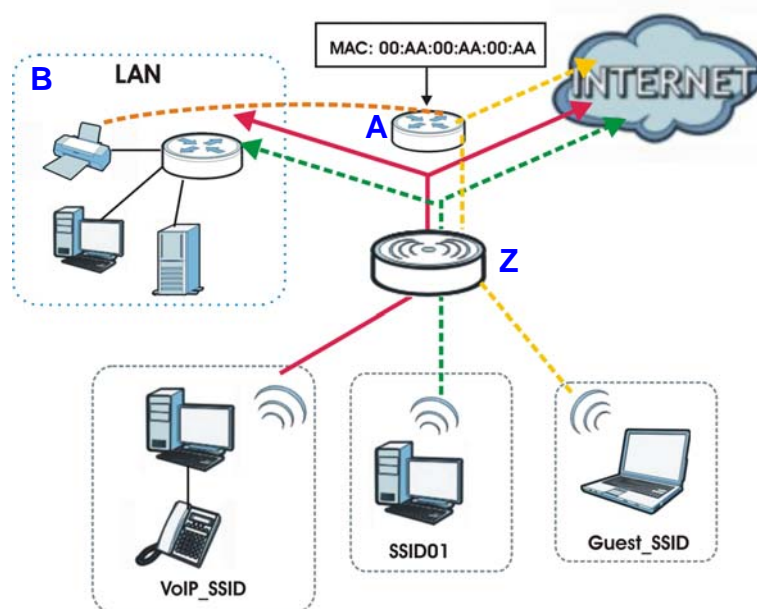 MAC: 00:AA:00:AA:00:AA
B
LAN
A
INTERNET
Z
VoIP_SSID
SSID01
Guest_SSID